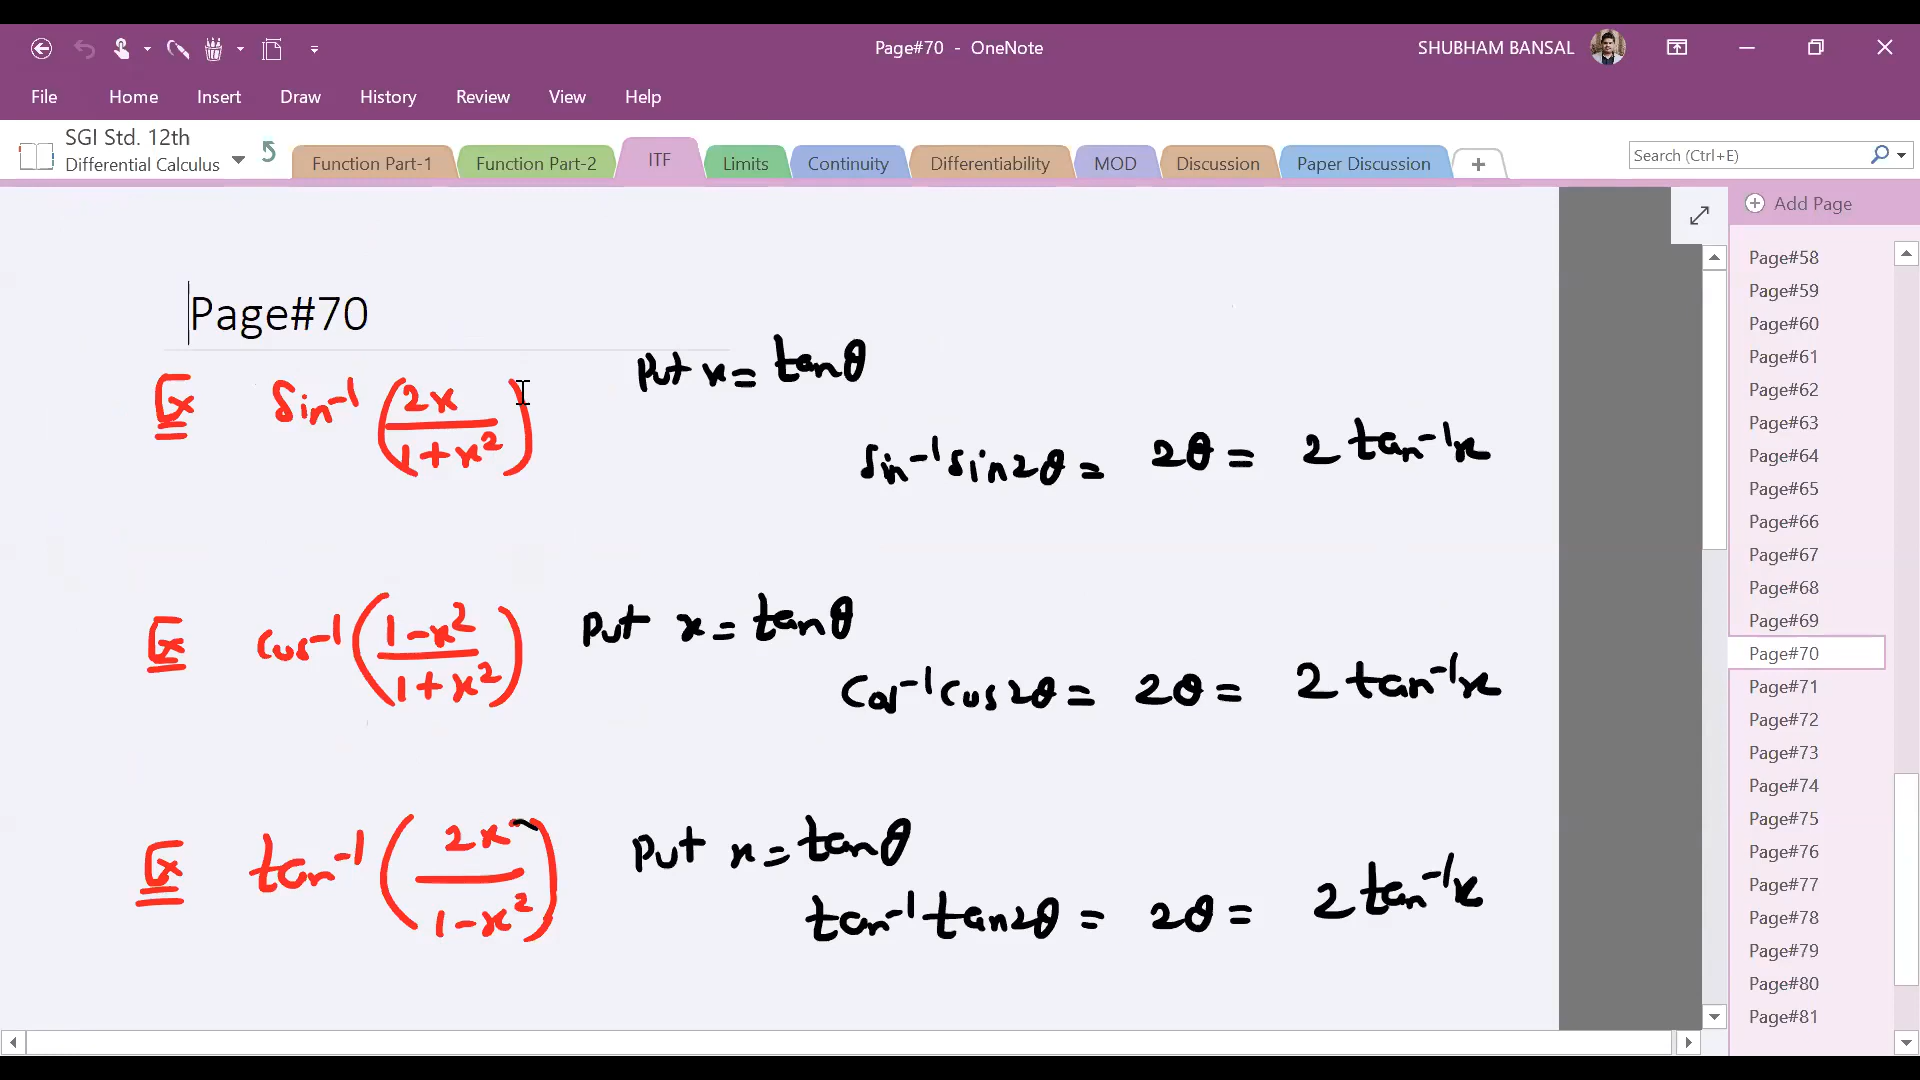 Page#70 - OneNote
SHUBHAM BANSAL
File Home Insert Draw History Review View Help
SGI Std. 12th
Differential Calculus
Function Part-1 Function Part-2 ITF Limits Continuity Differentiability MOD Discussion Paper Discussion +
Search (Ctrl+E)
Add Page
Page#58
Page#59
Page#60
Page#61
Page#62
Page#63
Page#64
Page#65
Page#66
Page#67
Page#68
Page#69
Page#70
Page#71
Page#72
Page#73
Page#74
Page#75
Page#76
Page#77
Page#78
Page#79
Page#80
Page#81
Page#70
Ex sin⁻¹(2x/(1+x²)) Put x = tanθ
sin⁻¹sin2θ = 2θ = 2 tan⁻¹x
Ex cos⁻¹((1-x²)/(1+x²)) Put x = tanθ
cos⁻¹cos2θ = 2θ = 2 tan⁻¹x
Ex tan⁻¹(2x/(1-x²)) Put x = tanθ
tan⁻¹tan2θ = 2θ = 2 tan⁻¹x